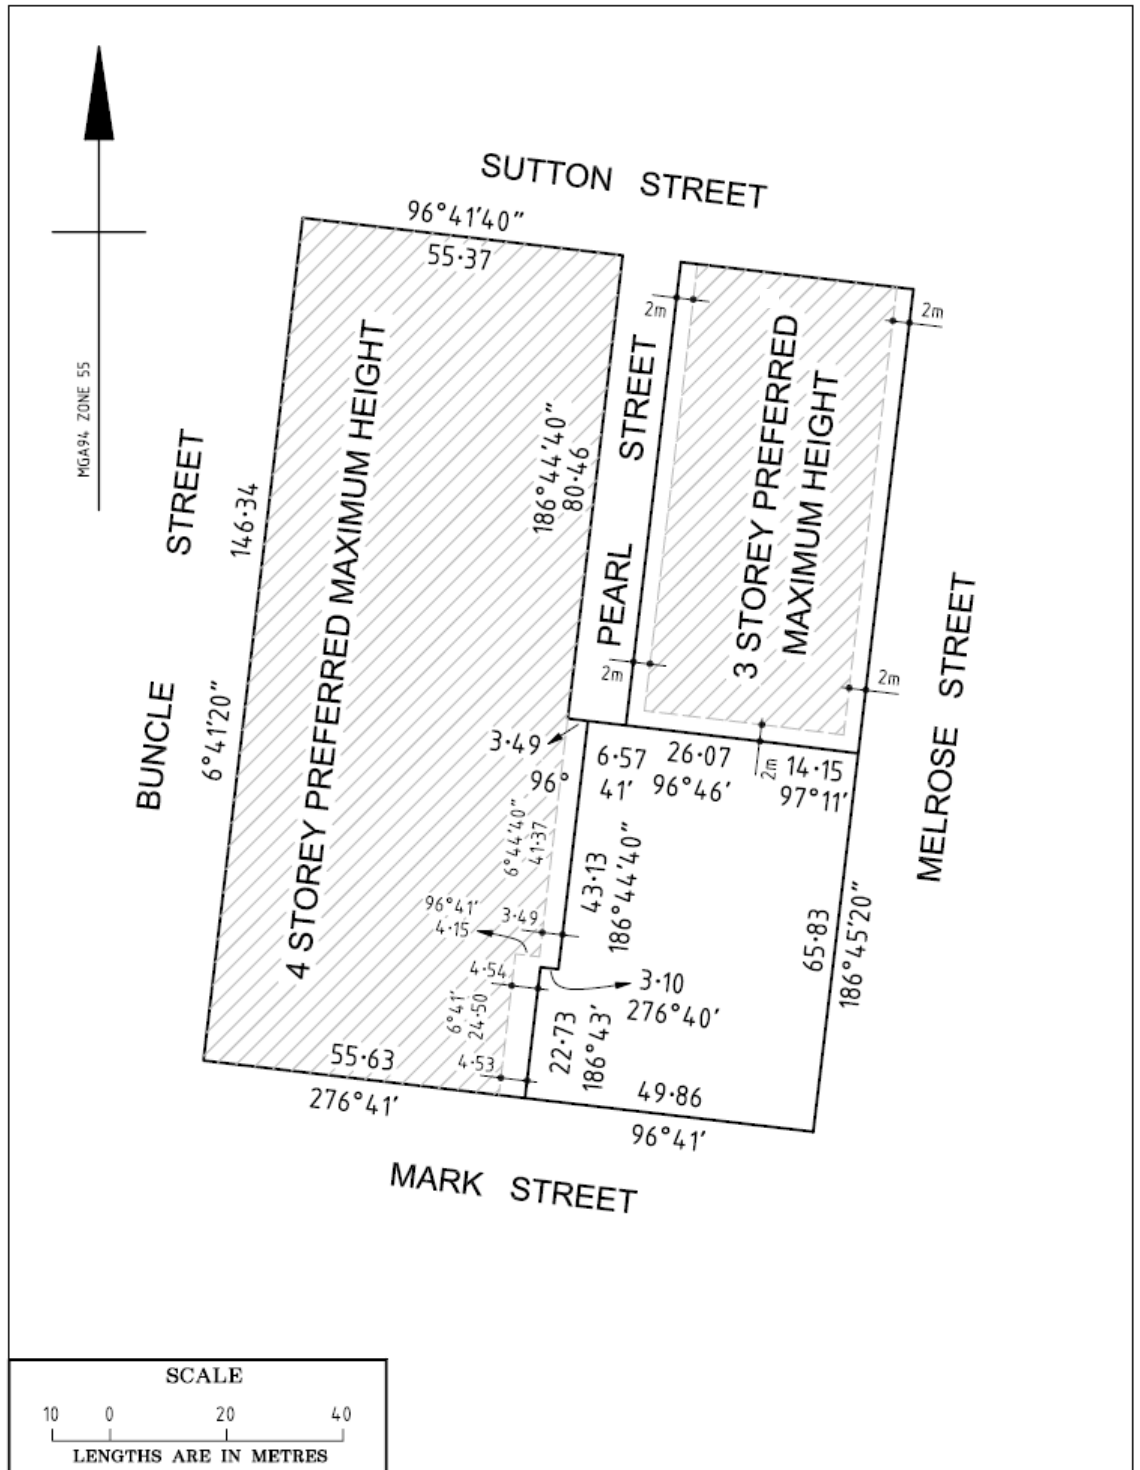 SUTTON STREET
96°41'40"
55·37
2m
2m
MGA94 ZONE 55
BUNCLE STREET
146·34
6°41'20"
4 STOREY PREFERRED MAXIMUM HEIGHT
186°44'40"
80·46
PEARL STREET
3 STOREY PREFERRED
MAXIMUM HEIGHT
2m
2m
MELROSE STREET
3·49
6·57
26·07
2m
14·15
96°
41'
96°46'
97°11'
6°44'40"
41·37
43·13
186°44'40"
96°41'
4·15
3·49
65·83
186°45'20"
4·54
3·10
276°40'
6°41'
24·50
22·73
186°43'
55·63
4·53
276°41'
49·86
96°41'
MARK STREET
SCALE
10 0 20 40
LENGTHS ARE IN METRES